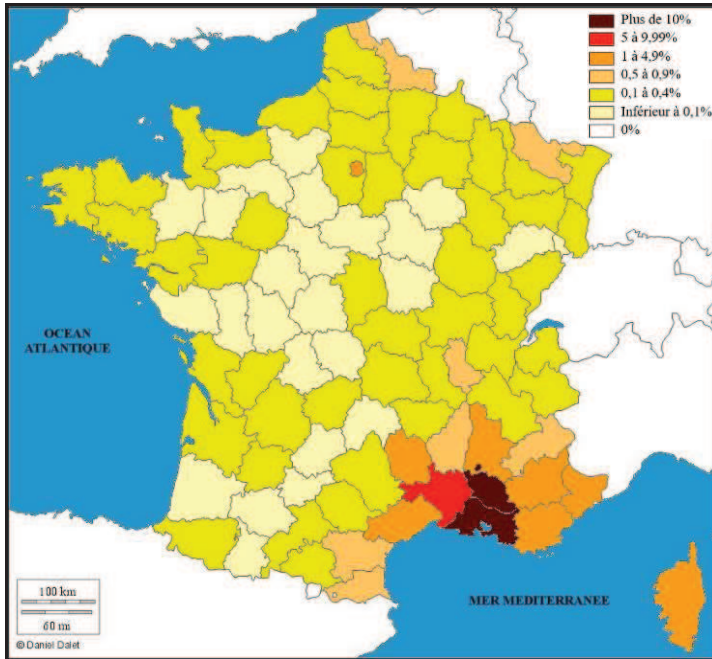 Plus de 10%
5 à 9,99%
1 à 4,9%
0,5 à 0,9%
0,1 à 0,4%
Inférieur à 0,1%
0%
OCEAN
ATLANTIQUE
MER MEDITERRANEE
100 km
60 mi
© Daniel Dalet